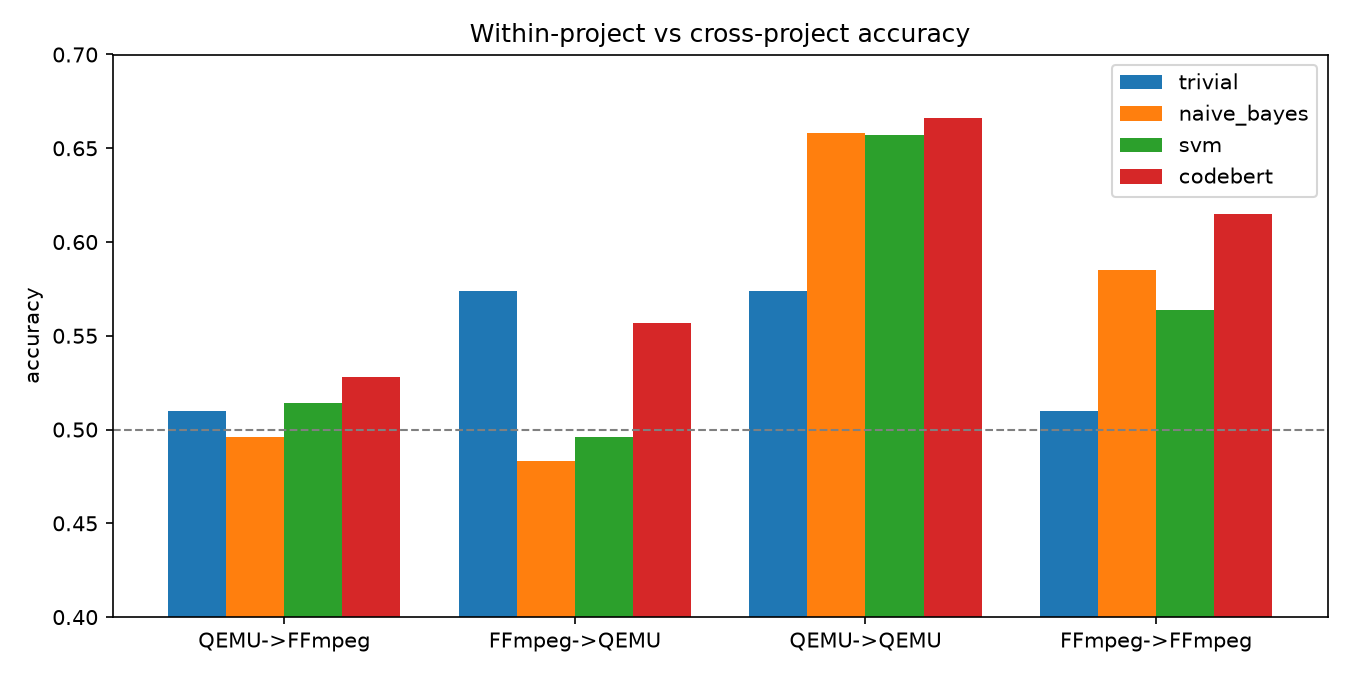 Within-project vs cross-project accuracy
0.70
0.65
0.60
0.55
0.50
0.45
0.40
accuracy
trivial
naive_bayes
svm
codebert
QEMU->FFmpeg
FFmpeg->QEMU
QEMU->QEMU
FFmpeg->FFmpeg